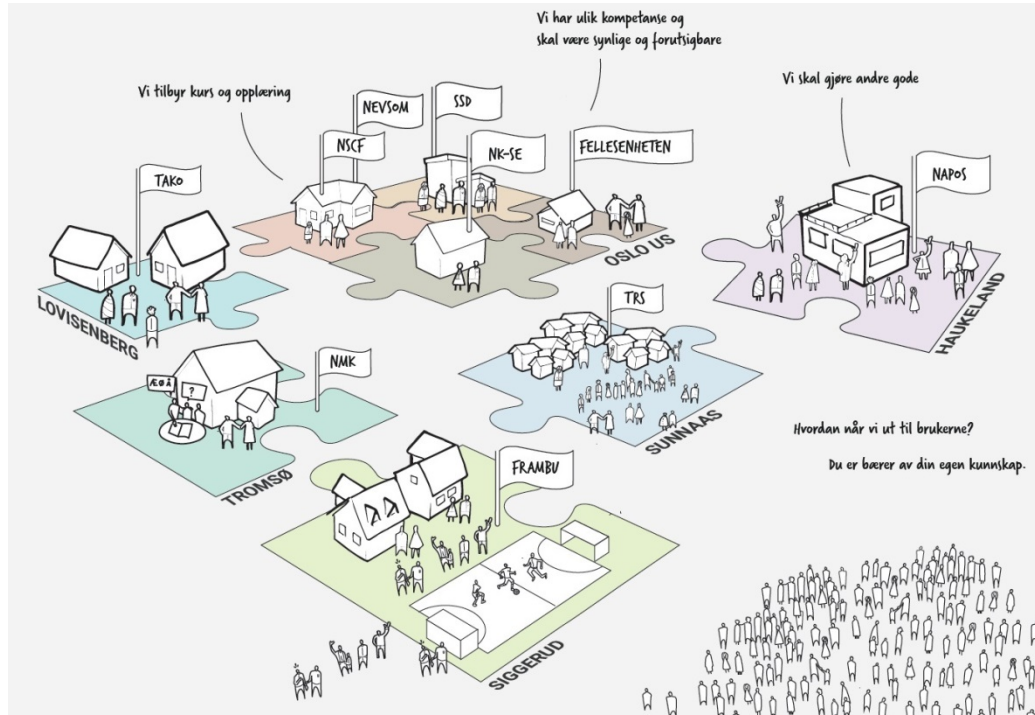 Vi har ulik kompetanse og
skal være synlige og forutsigbare
Vi tilbyr kurs og opplæring
Vi skal gjøre andre gode
NEVSOM
SSD
NSCF
NK-SE
FELLESENHETEN
TAKO
NAPOS
OSLO US
LOVISENBERG
HAUKELAND
TRS
NMK
ÆØÅ
?
SUNNAAS
TROMSØ
Hvordan når vi ut til brukerne?
Du er bærer av din egen kunnskap.
FRAMBU
SIGGERUD